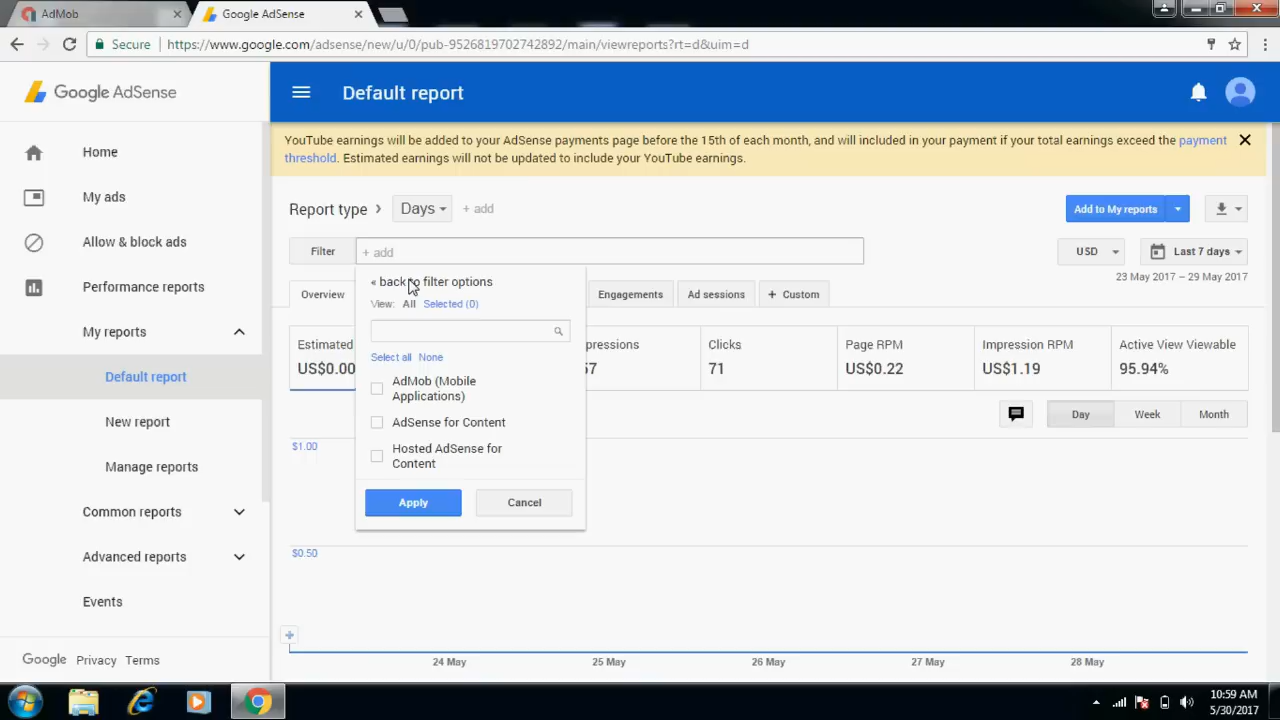 AdMob
Google AdSense
Secure https://www.google.com/adsense/new/u/0/pub-9526819702742892/main/viewreports?rt=d&uim=d
Google AdSense
Default report
YouTube earnings will be added to your AdSense payments page before the 15th of each month, and will included in your payment if your total earnings exceed the payment
threshold. Estimated earnings will not be updated to include your YouTube earnings.
Home
My ads
Allow & block ads
Performance reports
My reports
Default report
New report
Manage reports
Common reports
Advanced reports
Events
Google Privacy Terms
Report type › Days + add
Add to My reports
Filter + add
USD
Last 7 days
23 May 2017 – 29 May 2017
« back to filter options
View: All Selected (0)
Select all None
AdMob (Mobile
Applications)
AdSense for Content
Hosted AdSense for
Content
Apply Cancel
Overview Engagements Ad sessions + Custom
Estimated
US$0.00
pressions
57
Clicks
71
Page RPM
US$0.22
Impression RPM
US$1.19
Active View Viewable
95.94%
Day Week Month
$1.00
$0.50
24 May 25 May 26 May 27 May 28 May
10:59 AM
5/30/2017